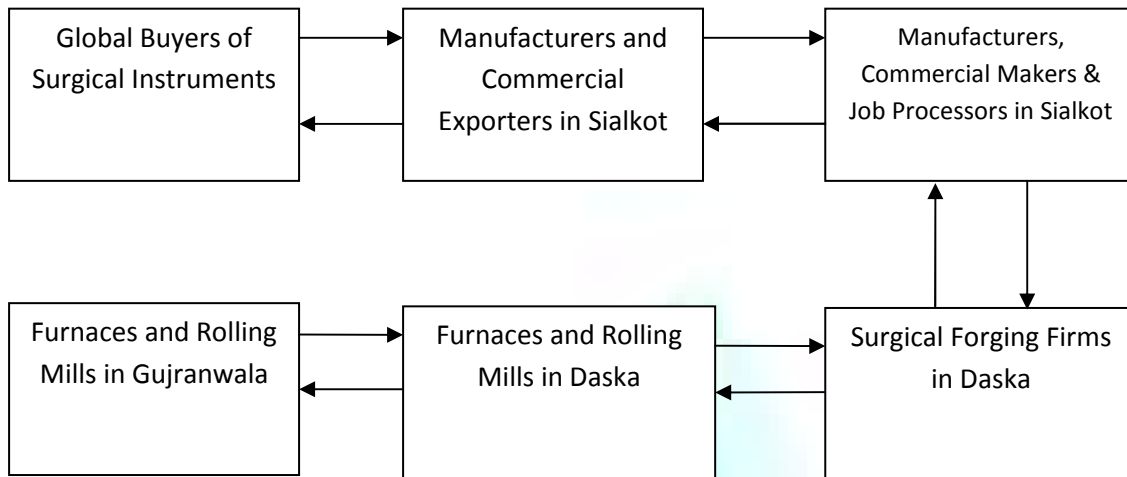 Global Buyers of
Surgical Instruments
Manufacturers and
Commercial
Exporters in Sialkot
Manufacturers,
Commercial Makers &
Job Processors in Sialkot
Furnaces and Rolling
Mills in Gujranwala
Furnaces and Rolling
Mills in Daska
Surgical Forging Firms
in Daska